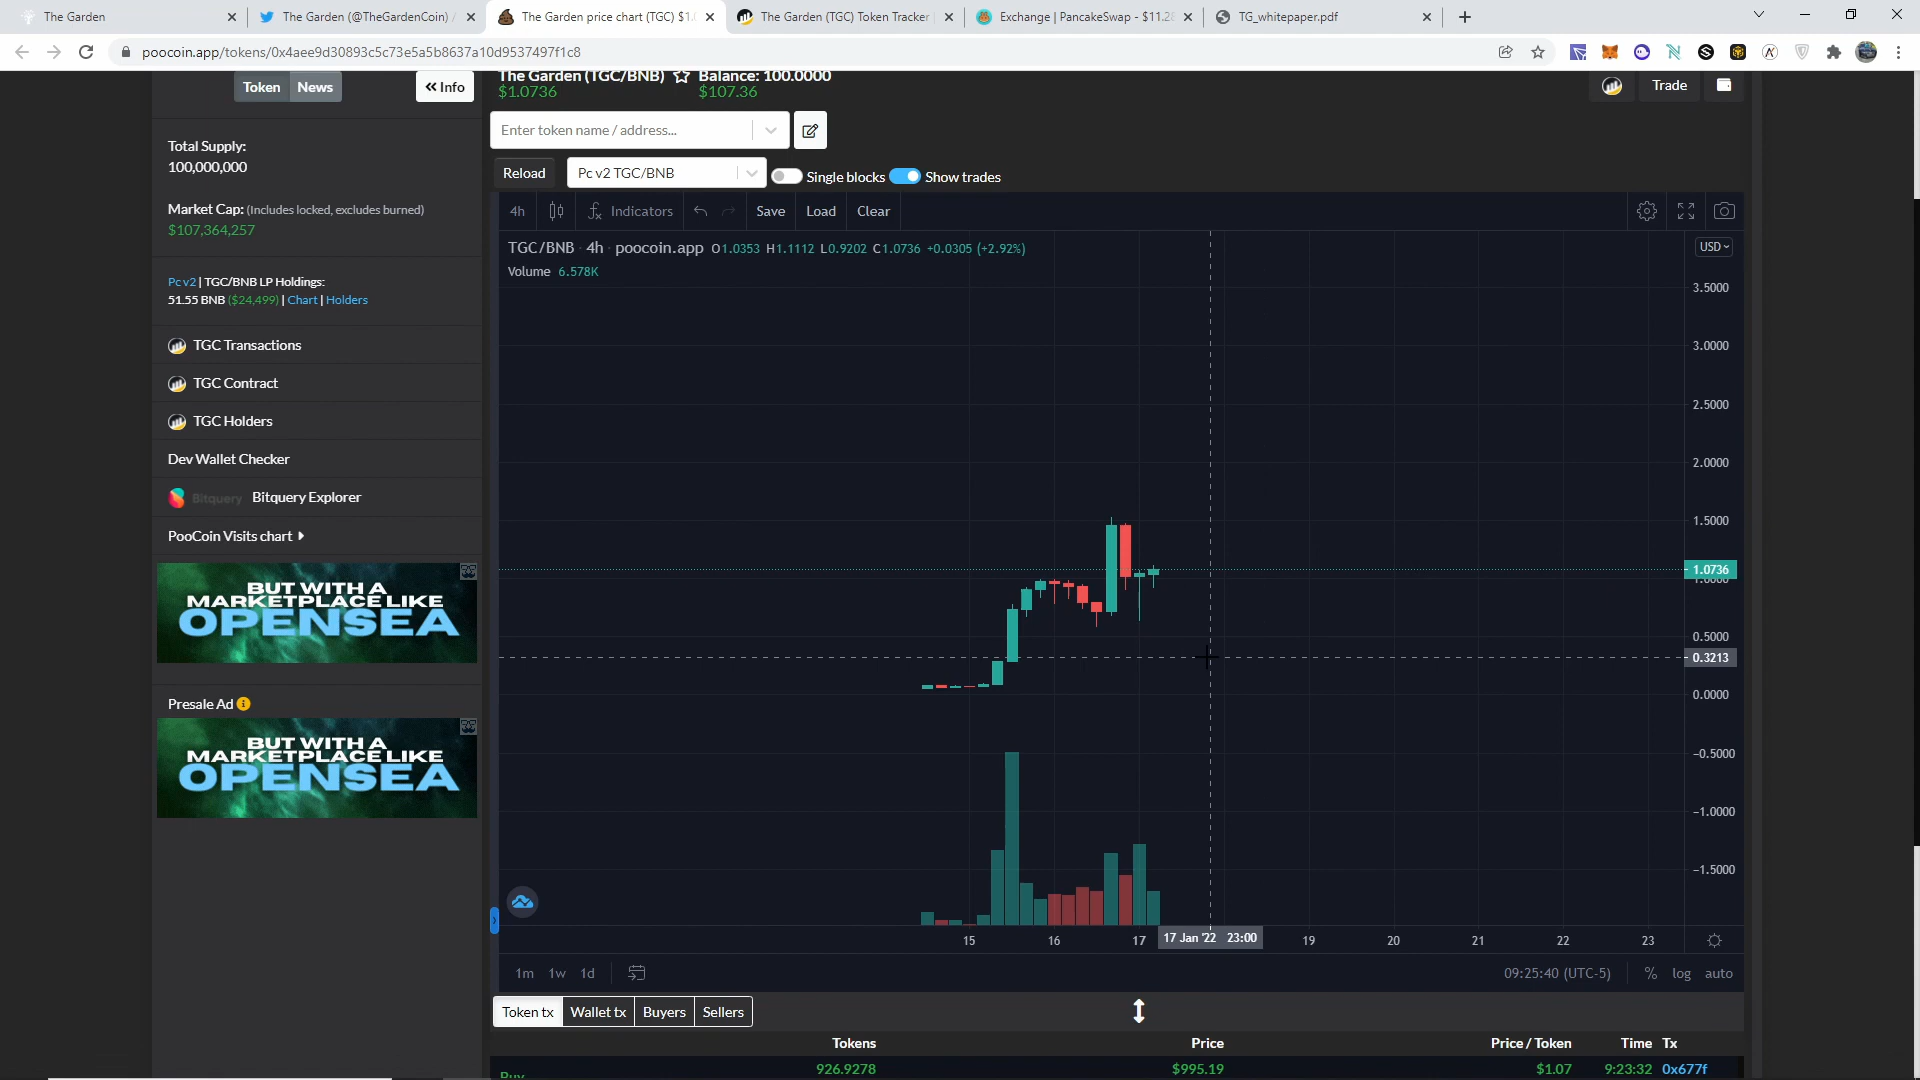 The Garden
The Garden (@TheGardenCoin) /
The Garden price chart (TGC) $1.
The Garden (TGC) Token Tracker
Exchange | PancakeSwap - $11.28
TG_whitepaper.pdf
poocoin.app/tokens/0x4aee9d30893c5c73e5a5b8637a10d9537497f1c8
Token
News
Info
The Garden (TGC/BNB)
Balance: 100.0000
$1.0736
$107.36
Trade
Enter token name / address...
Reload
Pc v2 TGC/BNB
Single blocks
Show trades
Total Supply:
100,000,000
Market Cap: (Includes locked, excludes burned)
$107,364,257
Pc v2 | TGC/BNB LP Holdings:
51.55 BNB ($24,499) | Chart | Holders
TGC Transactions
TGC Contract
TGC Holders
Dev Wallet Checker
Bitquery
Bitquery Explorer
PooCoin Visits chart
BUT WITH A
MARKETPLACE LIKE
OPENSEA
Presale Ad
BUT WITH A
MARKETPLACE LIKE
OPENSEA
4h
Indicators
Save
Load
Clear
TGC/BNB · 4h · poocoin.app O1.0353 H1.1112 L0.9202 C1.0736 +0.0305 (+2.92%)
Volume 6.578K
USD
3.5000
3.0000
2.5000
2.0000
1.5000
1.0736
1.0000
0.5000
0.3213
0.0000
−0.5000
−1.0000
−1.5000
15
16
17
17 Jan '22 23:00
19
20
21
22
23
1m
1w
1d
09:25:40 (UTC-5)
%
log
auto
Token tx
Wallet tx
Buyers
Sellers
Tokens
Price
Price / Token
Time
Tx
Buy
926.9278
$995.19
$1.07
9:23:32
0x677f